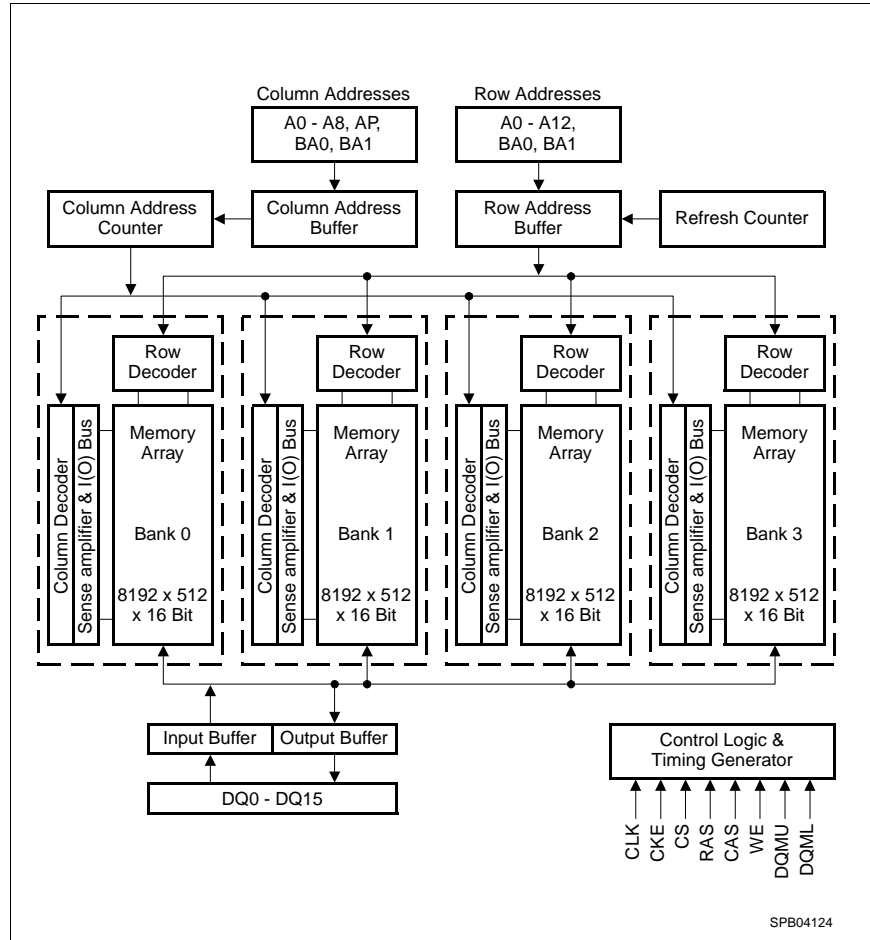 Column Addresses
Row Addresses
A0 - A8, AP,
BA0, BA1
A0 - A12,
BA0, BA1
Column Address
Counter
Column Address
Buffer
Row Address
Buffer
Refresh Counter
Row
Decoder
Row
Decoder
Row
Decoder
Row
Decoder
Column Decoder
Sense amplifier & I(O) Bus
Memory
Array
Bank 0
8192 x 512
x 16 Bit
Column Decoder
Sense amplifier & I(O) Bus
Memory
Array
Bank 1
8192 x 512
x 16 Bit
Column Decoder
Sense amplifier & I(O) Bus
Memory
Array
Bank 2
8192 x 512
x 16 Bit
Column Decoder
Sense amplifier & I(O) Bus
Memory
Array
Bank 3
8192 x 512
x 16 Bit
Input Buffer
Output Buffer
DQ0 - DQ15
Control Logic &
Timing Generator
CLK
CKE
CS
RAS
CAS
WE
DQMU
DQML
SPB04124